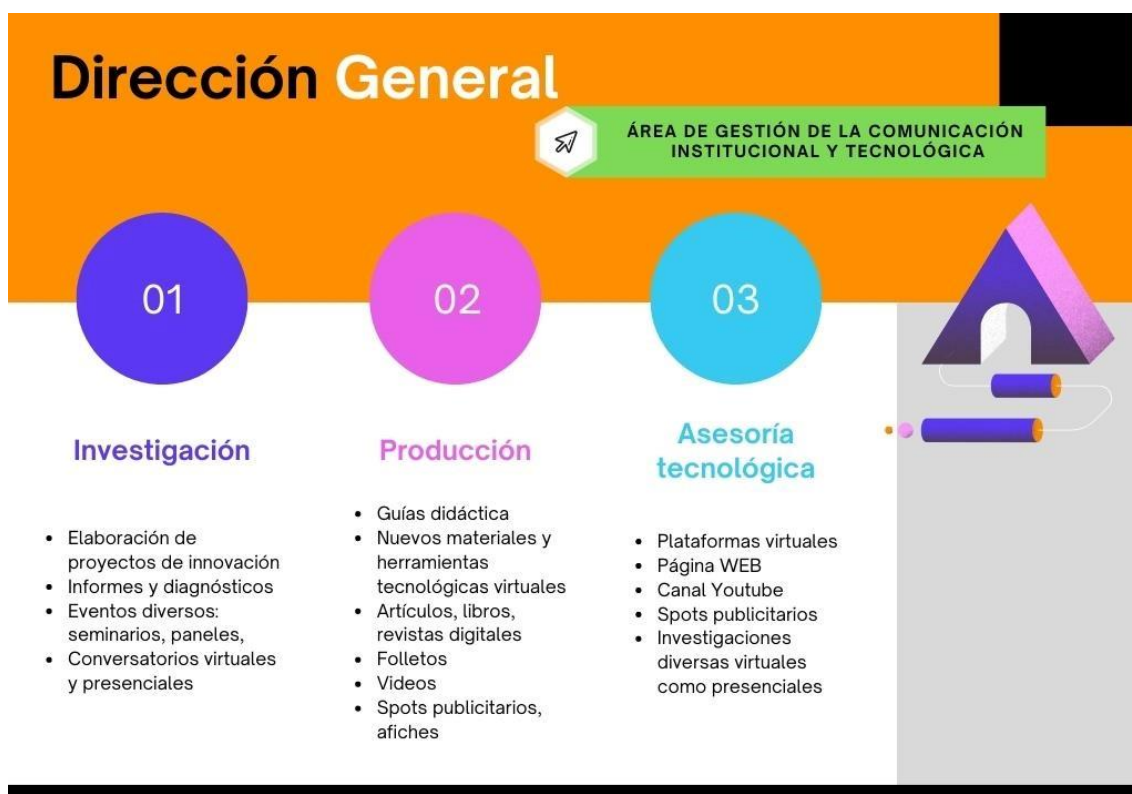 Dirección General
ÁREA DE GESTIÓN DE LA COMUNICACIÓN
INSTITUCIONAL Y TECNOLÓGICA
01
Investigación
• Elaboración de
proyectos de innovación
• Informes y diagnósticos
• Eventos diversos:
seminarios, paneles,
• Conversatorios virtuales
y presenciales
02
Producción
• Guías didáctica
• Nuevos materiales y
herramientas
tecnológicas virtuales
• Artículos, libros,
revistas digitales
• Folletos
• Videos
• Spots publicitarios,
afiches
03
Asesoría
tecnológica
• Plataformas virtuales
• Página WEB
• Canal Youtube
• Spots publicitarios
• Investigaciones
diversas virtuales
como presenciales